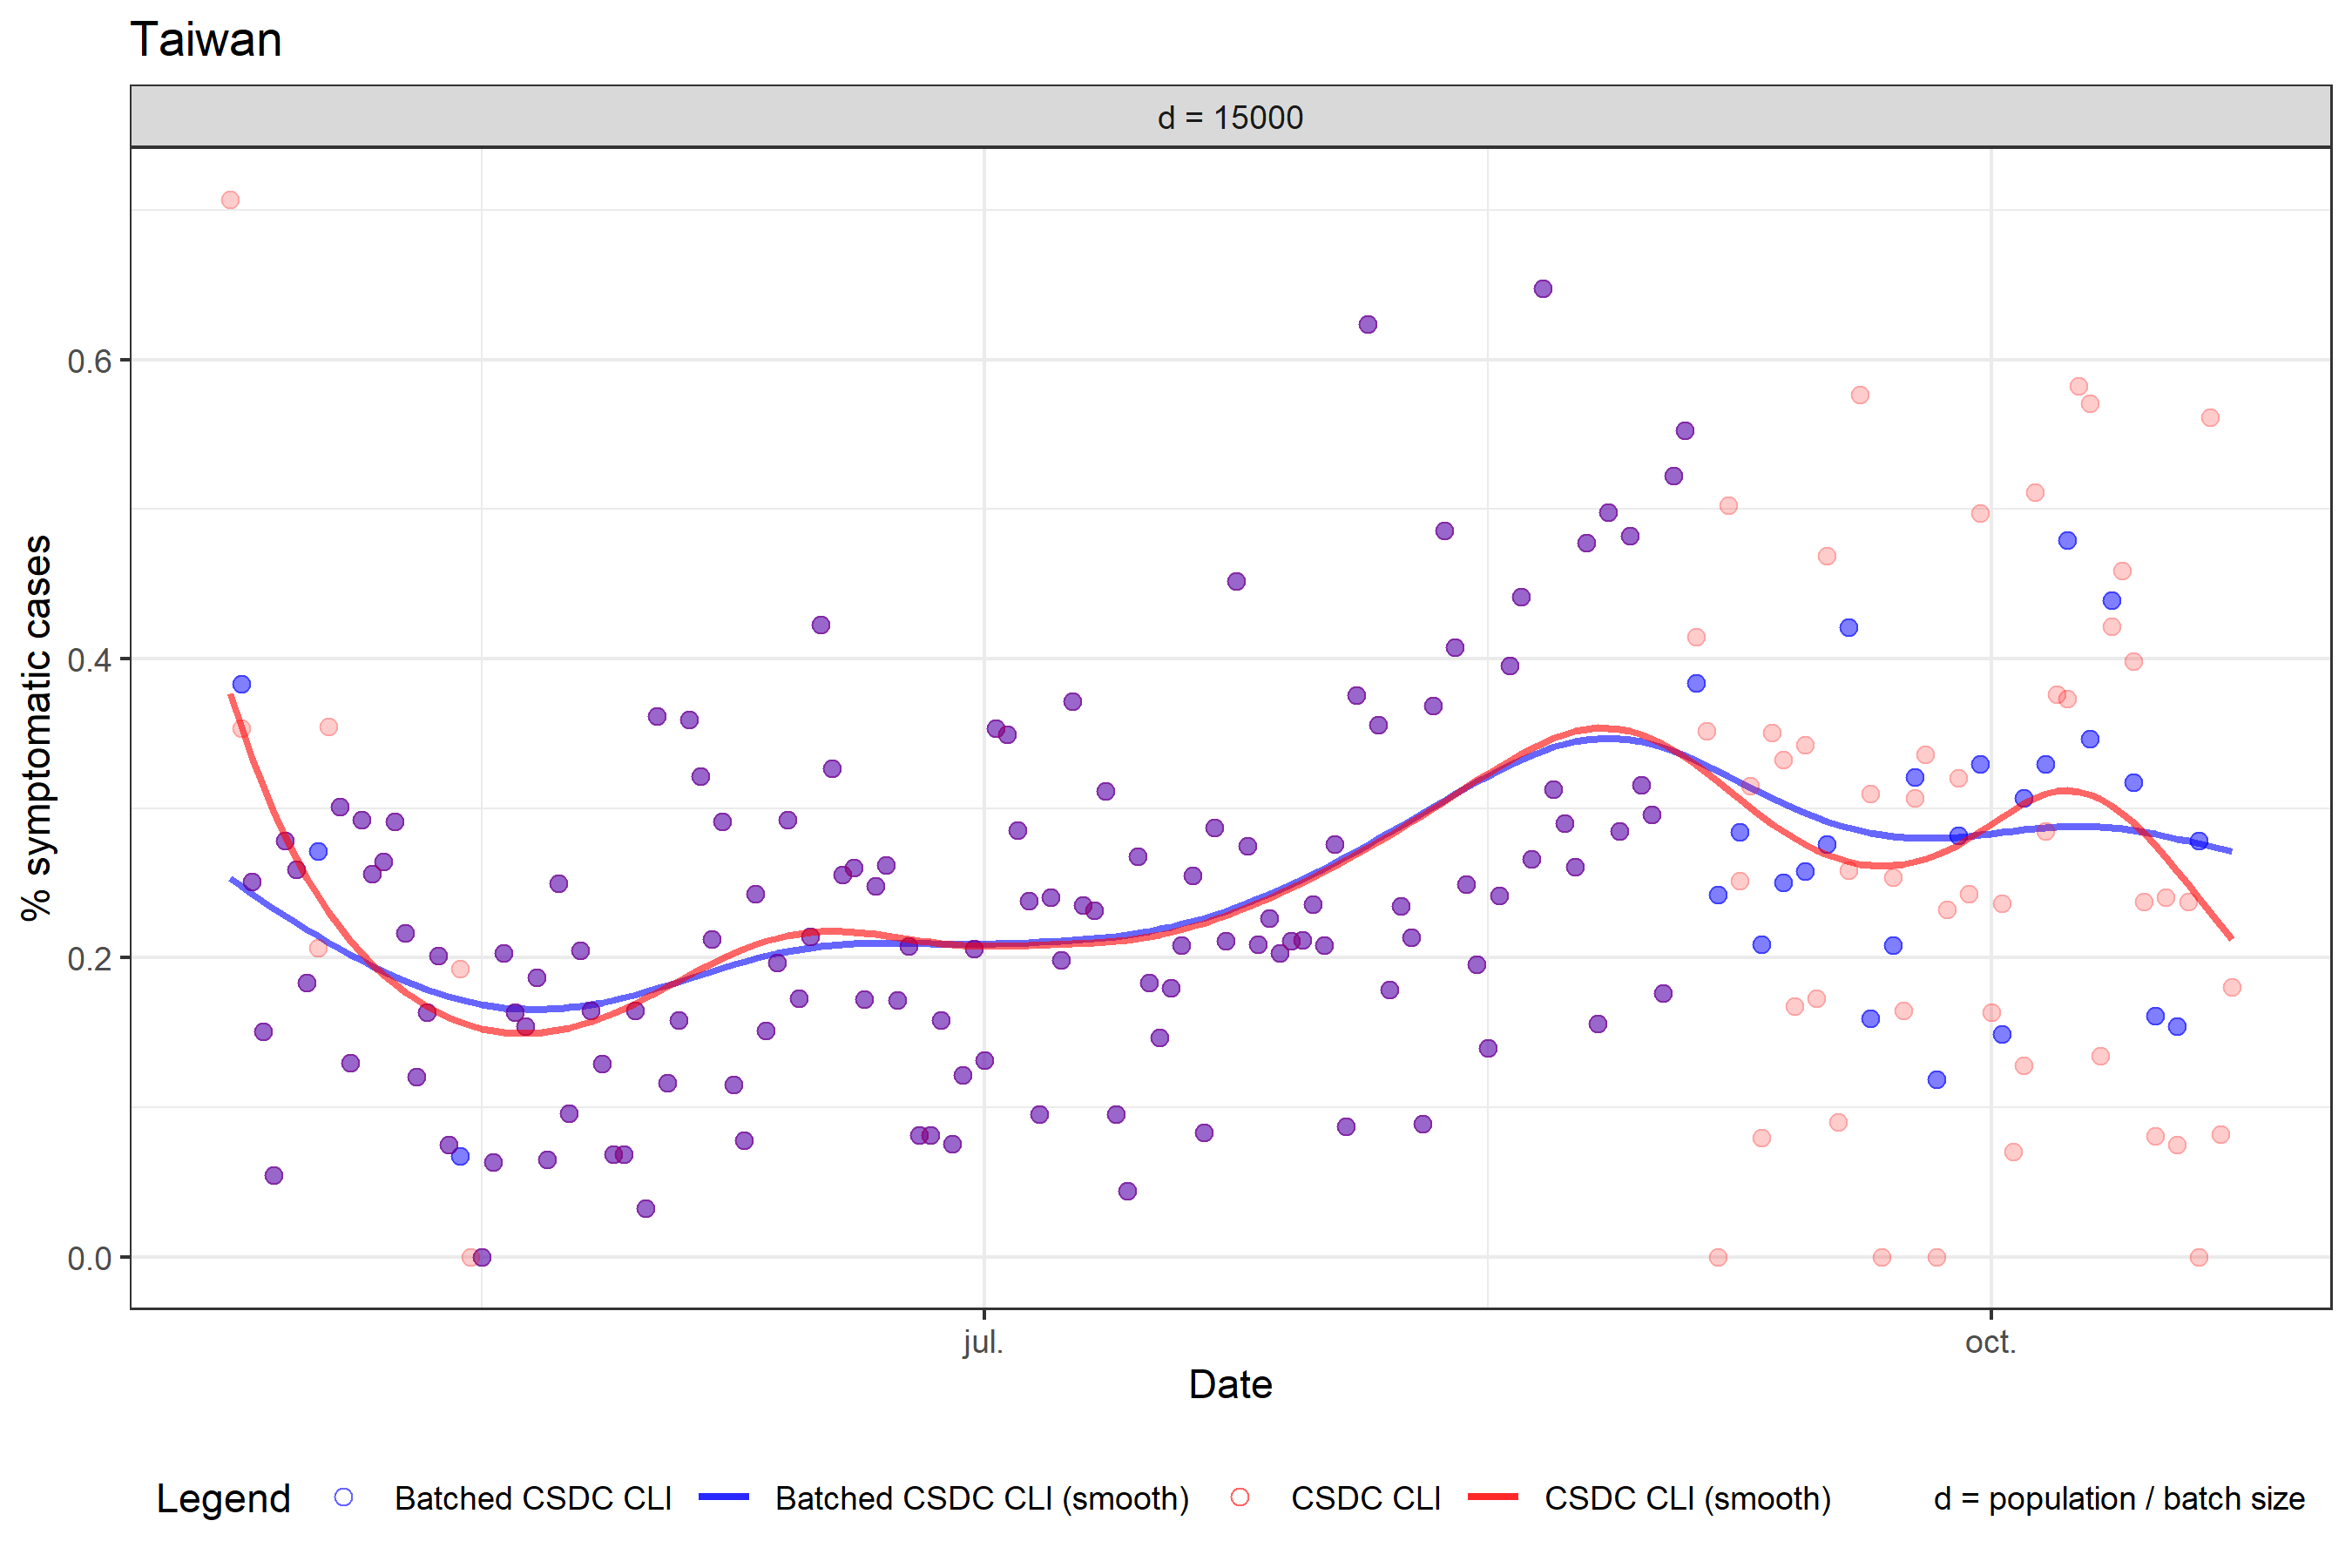 Taiwan
d = 15000
% symptomatic cases
0.6
0.4
0.2
0.0
jul.
oct.
Date
Legend
Batched CSDC CLI
Batched CSDC CLI (smooth)
CSDC CLI
CSDC CLI (smooth)
d = population / batch size